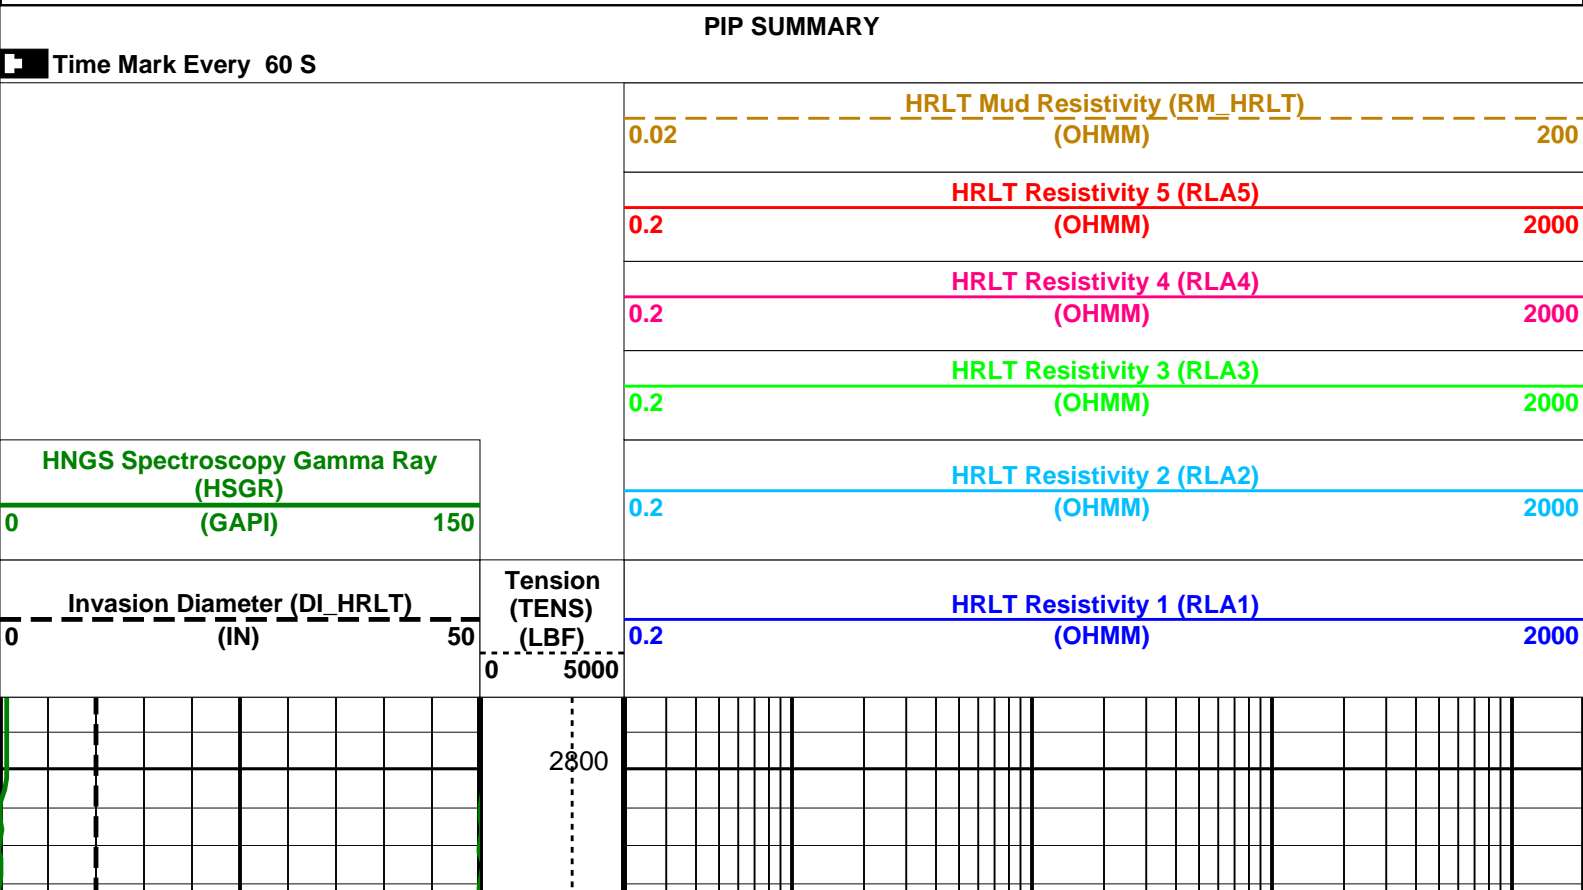 PIP SUMMARY
Time Mark Every 60 S
HRLT Mud Resistivity (RM_HRLT)
0.02 (OHMM) 200
HRLT Resistivity 5 (RLA5)
0.2 (OHMM) 2000
HRLT Resistivity 4 (RLA4)
0.2 (OHMM) 2000
HRLT Resistivity 3 (RLA3)
0.2 (OHMM) 2000
HNGS Spectroscopy Gamma Ray
(HSGR)
0 (GAPI) 150
HRLT Resistivity 2 (RLA2)
0.2 (OHMM) 2000
Invasion Diameter (DI_HRLT)
0 (IN) 50
Tension
(TENS)
(LBF)
0 5000
HRLT Resistivity 1 (RLA1)
0.2 (OHMM) 2000
2800